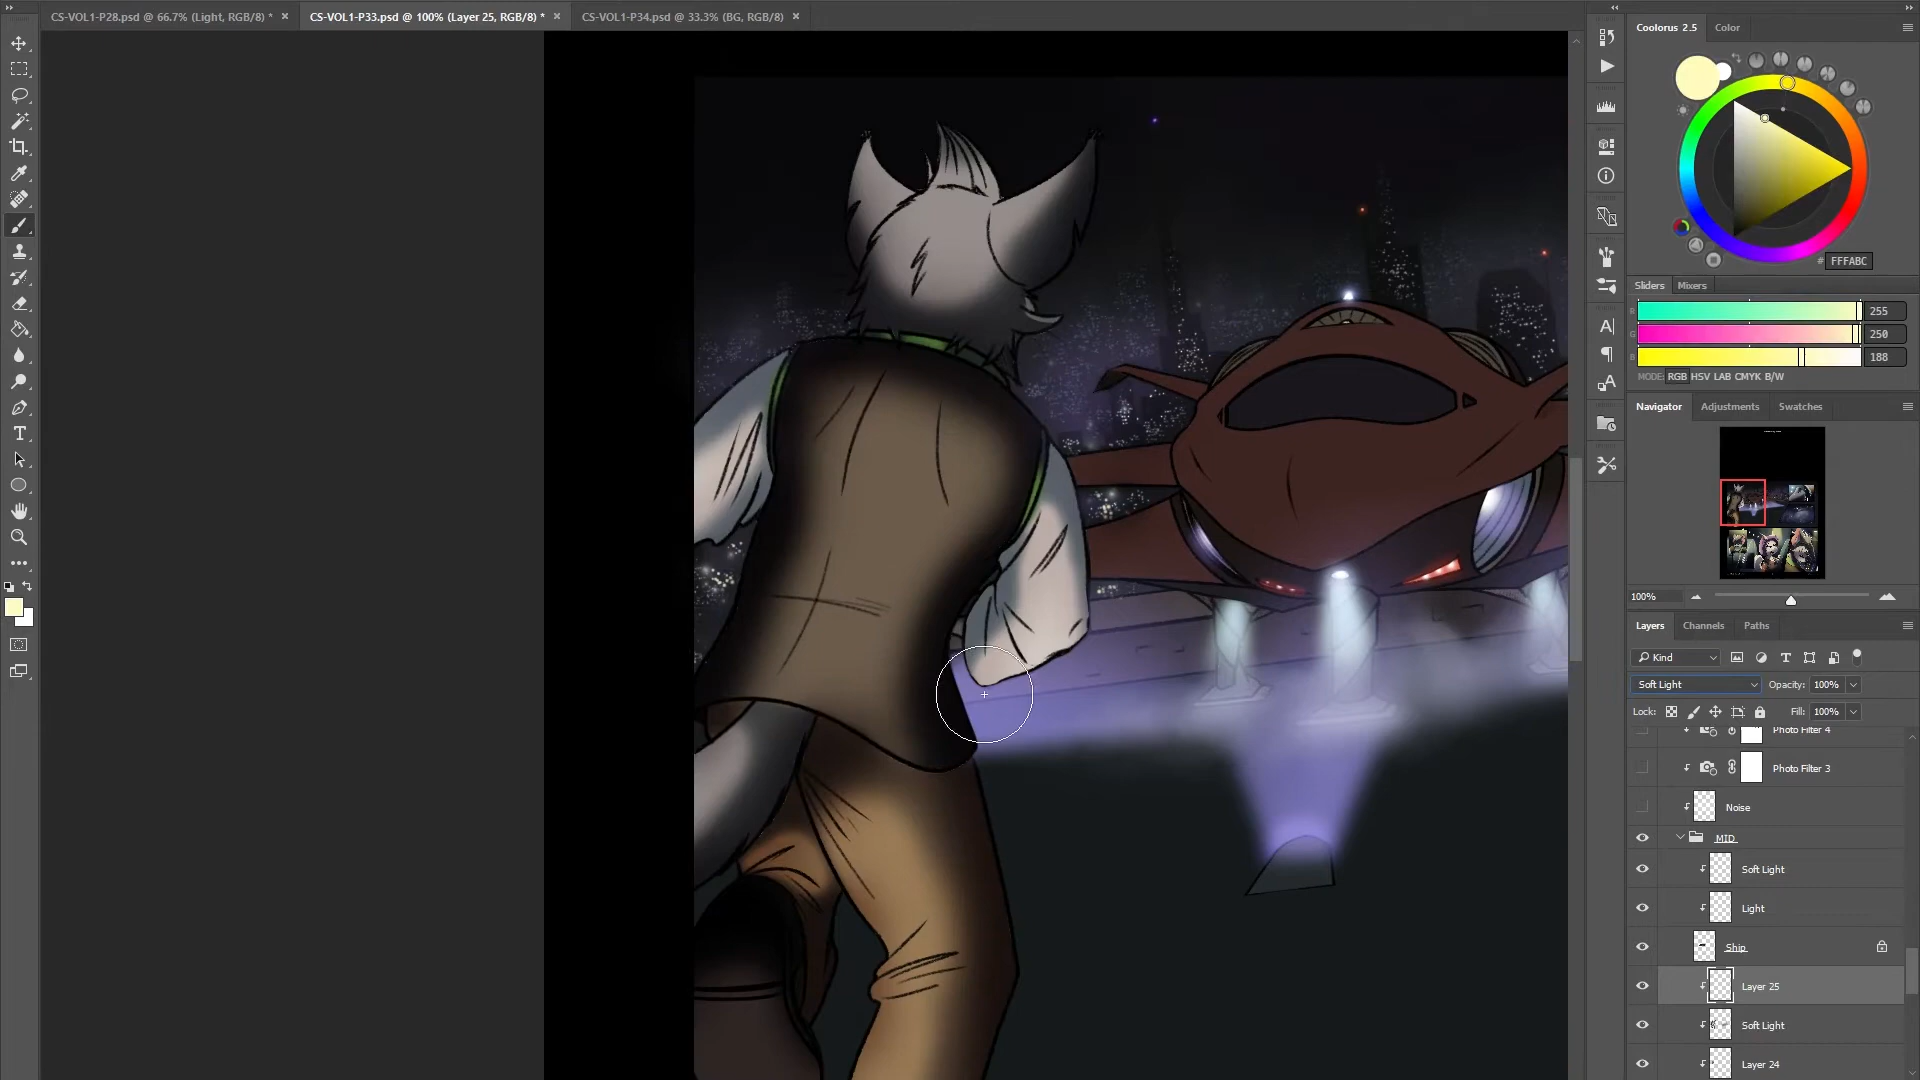 CS-VOL1-P28.psd @ 66.7% (Light, RGB/8) * ×
CS-VOL1-P33.psd @ 100% (Layer 25, RGB/8) * ×
CS-VOL1-P34.psd @ 33.3% (BG, RGB/8) ×
Coolorus 2.5
Color
# FFFABC
Sliders
Mixers
R 255
G 250
B 188
MODE: RGB HSV LAB CMYK B/W
Navigator
Adjustments
Swatches
100%
Layers
Channels
Paths
Kind
Soft Light
Opacity: 100%
Lock:
Fill: 100%
Photo Filter 4
Photo Filter 3
Noise
MID
Soft Light
Light
Ship
Layer 25
Soft Light
Layer 24